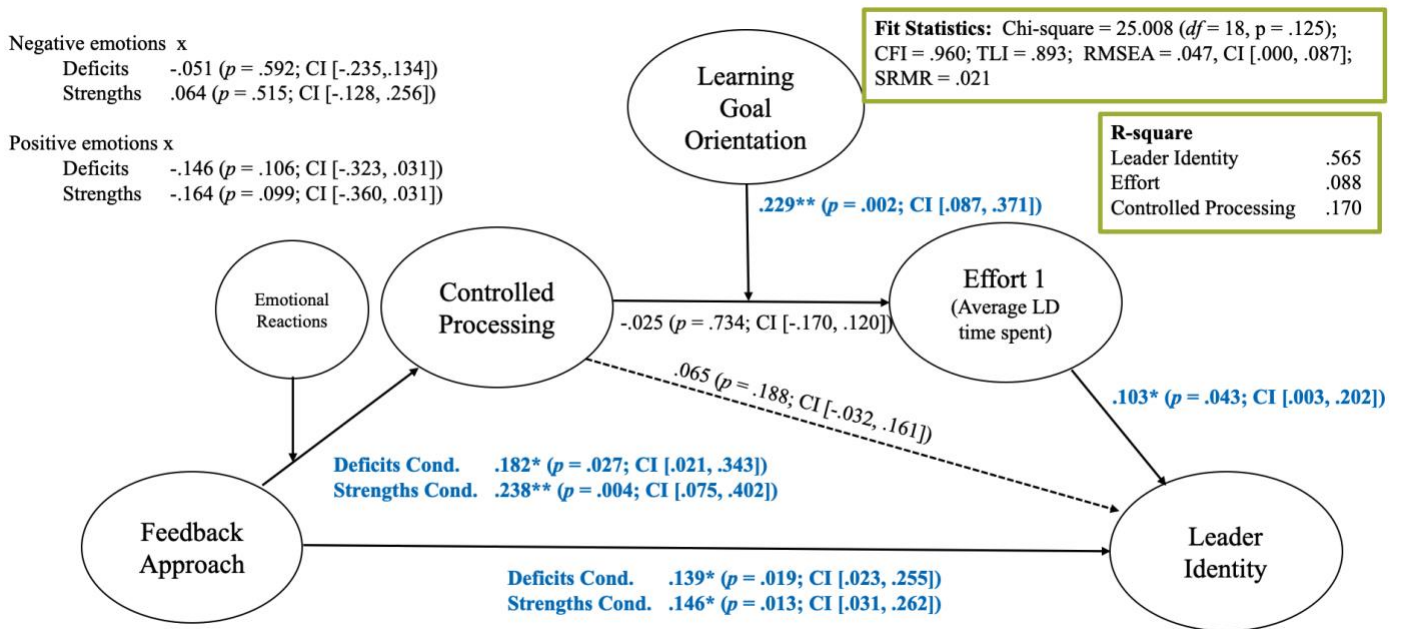 Negative emotions x
Deficits -.051 (p = .592; CI [-.235,.134])
Strengths .064 (p = .515; CI [-.128, .256])
Positive emotions x
Deficits -.146 (p = .106; CI [-.323, .031])
Strengths -.164 (p = .099; CI [-.360, .031])
Learning
Goal
Orientation
Fit Statistics: Chi-square = 25.008 (df = 18, p = .125);
CFI = .960; TLI = .893; RMSEA = .047, CI [.000, .087];
SRMR = .021
R-square
Leader Identity .565
Effort .088
Controlled Processing .170
.229** (p = .002; CI [.087, .371])
Emotional
Reactions
Controlled
Processing
-.025 (p = .734; CI [-.170, .120])
Effort 1
(Average LD
time spent)
.065 (p = .188; CI [-.032, .161])
.103* (p = .043; CI [.003, .202])
Deficits Cond. .182* (p = .027; CI [.021, .343])
Strengths Cond. .238** (p = .004; CI [.075, .402])
Feedback
Approach
Leader
Identity
Deficits Cond. .139* (p = .019; CI [.023, .255])
Strengths Cond. .146* (p = .013; CI [.031, .262])